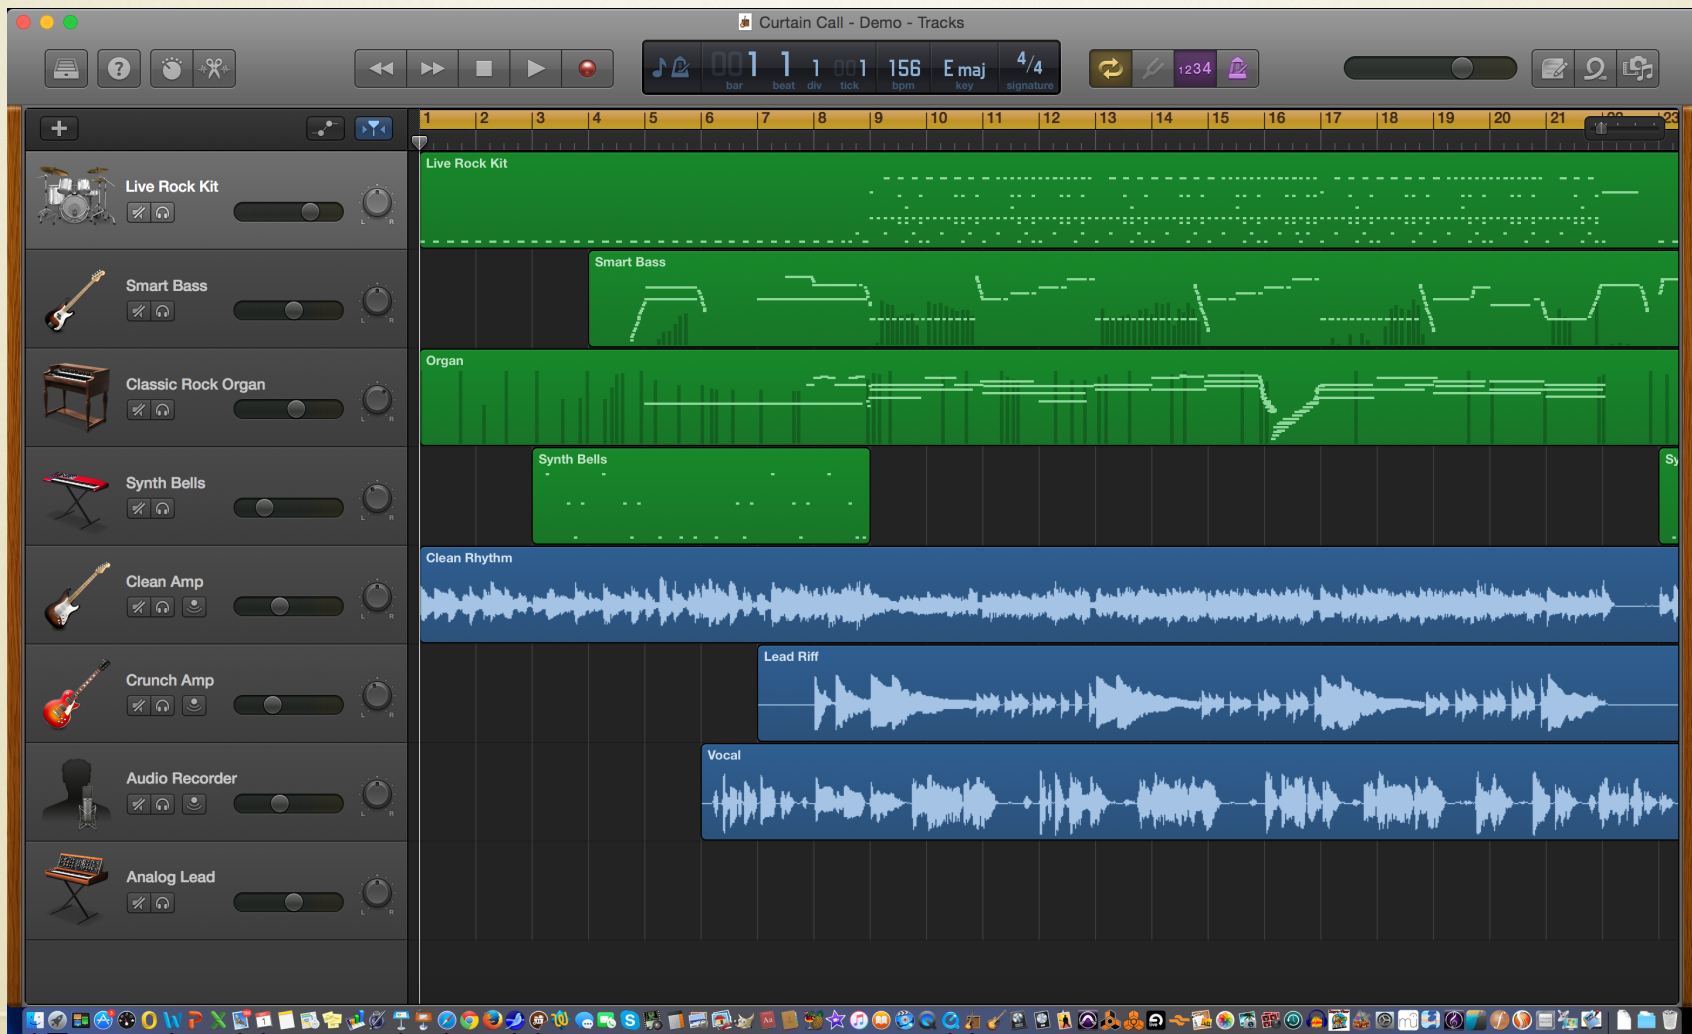 Curtain Call - Demo - Tracks
001 1 1 001 156 E maj 4/4
bar beat div tick bpm key signature
1234
1 2 3 4 5 6 7 8 9 10 11 12 13 14 15 16 17 18 19 20 21 22 23
Live Rock Kit
L R
Live Rock Kit
Smart Bass
L R
Smart Bass
Classic Rock Organ
L R
Organ
Synth Bells
L R
Synth Bells
Sy
Clean Amp
L R
Clean Rhythm
Crunch Amp
L R
Lead Riff
Audio Recorder
L R
Vocal
Analog Lead
L R